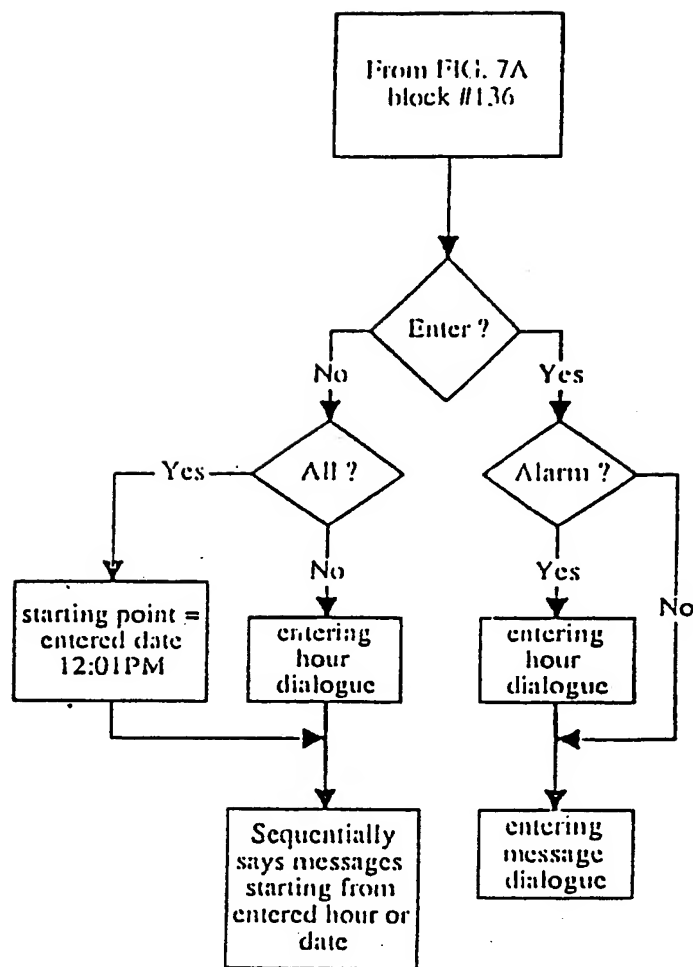 From FIG. 7A
block #136
Enter ?
No
Yes
Yes
All ?
Alarm ?
No
Yes
No
starting point =
entered date
12:01PM
entering
hour
dialogue
entering
hour
dialogue
Sequentially
says messages
starting from
entered hour or
date
entering
message
dialogue